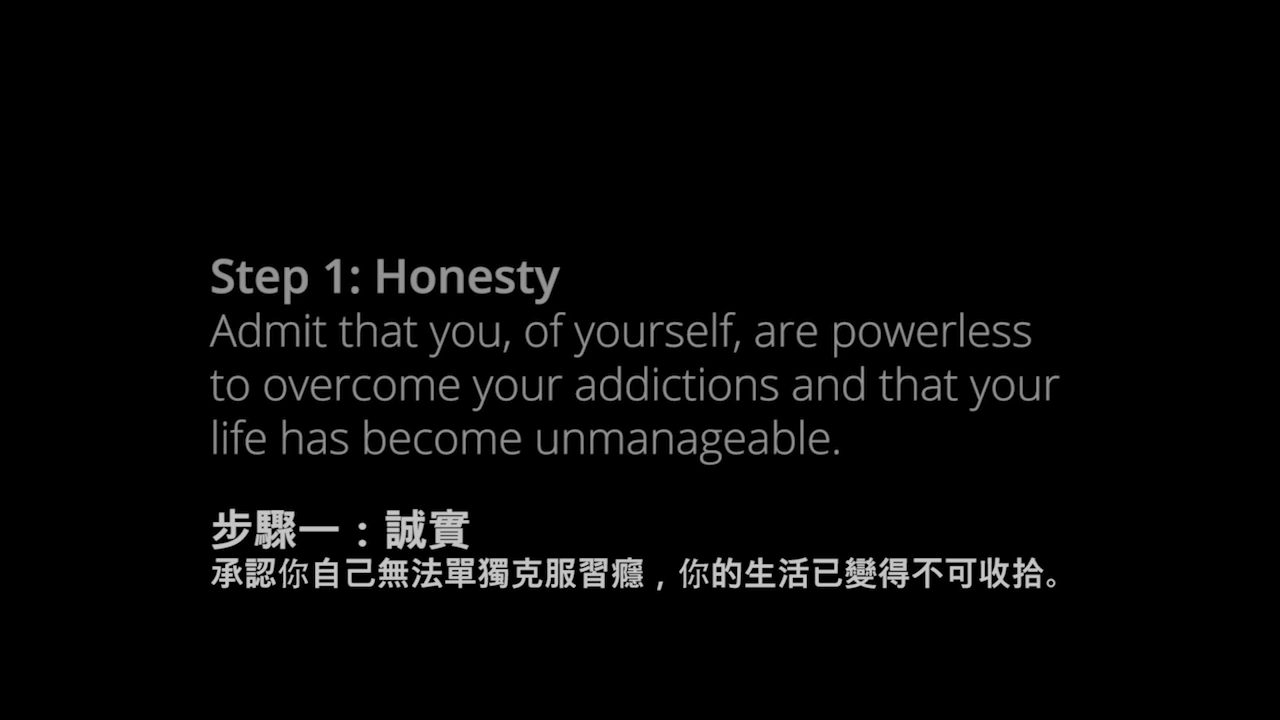 Step 1: Honesty
Admit that you, of yourself, are powerless
to overcome your addictions and that your
life has become unmanageable.
步驟一：誠實
承認你自己無法單獨克服習癮，你的生活已變得不可收拾。